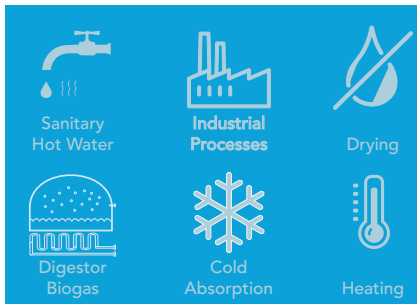 Sanitary
Hot Water
Industrial
Processes
Drying
Digestor
Biogas
Cold
Absorption
Heating